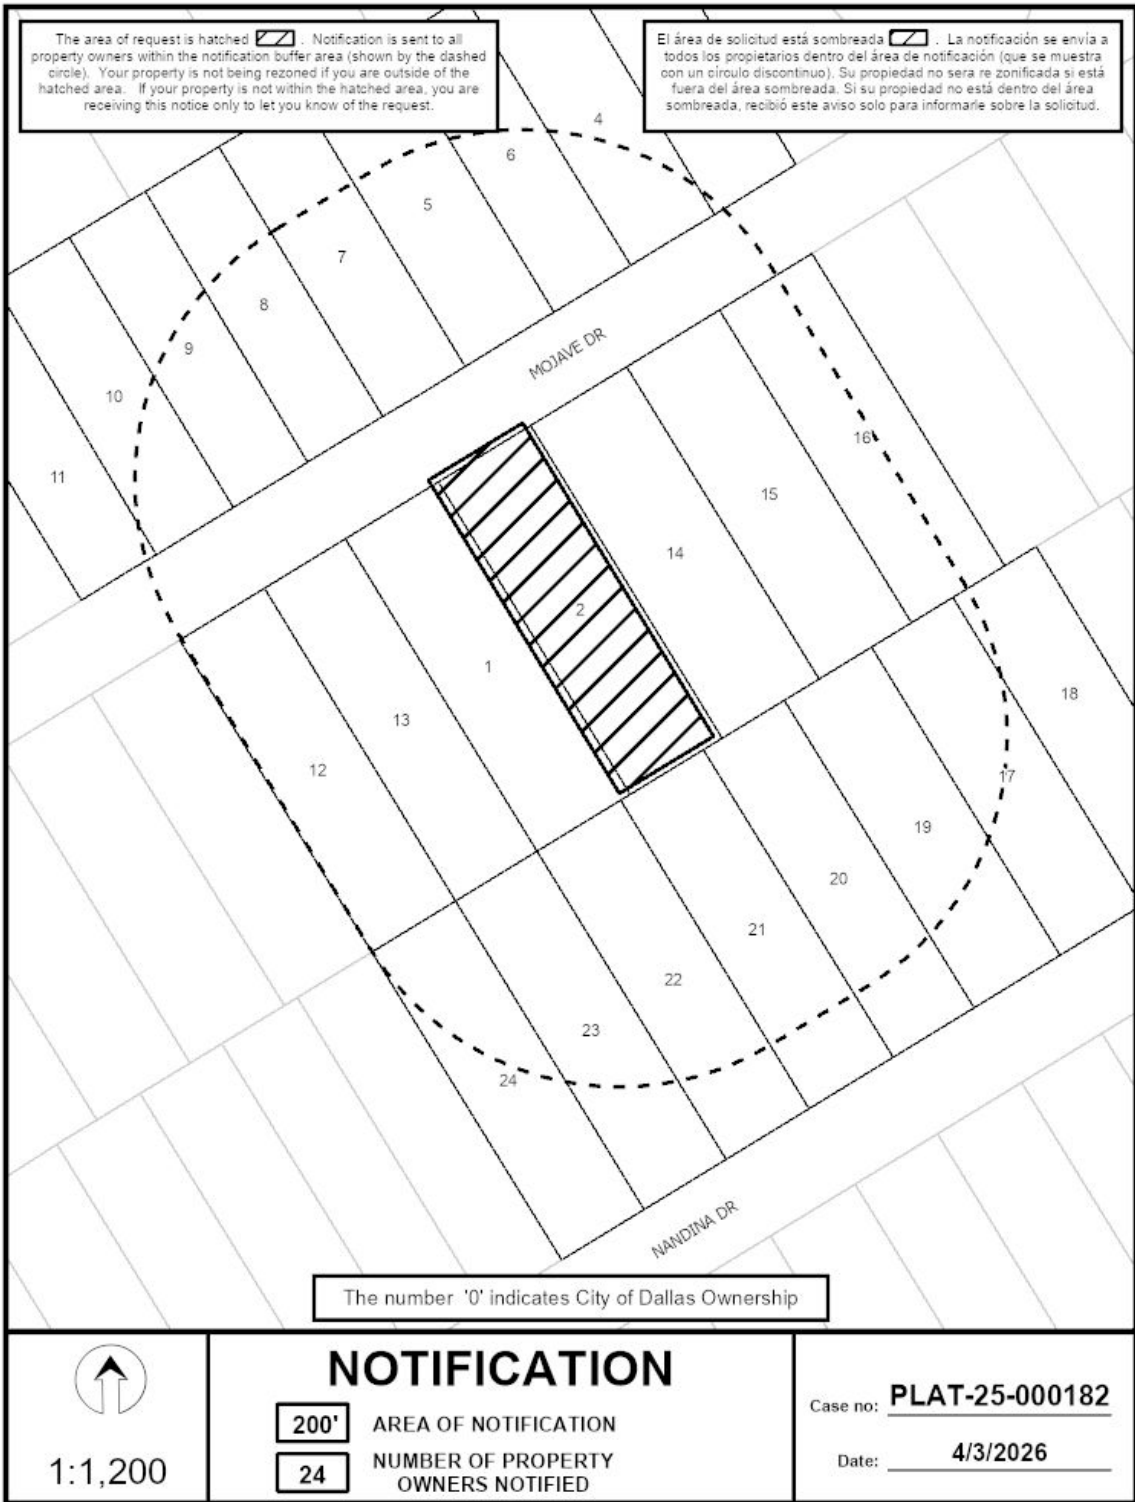 The area of request is hatched . Notification is sent to all
property owners within the notification buffer area (shown by the dashed
circle). Your property is not being rezoned if you are outside of the
hatched area. If your property is not within the hatched area, you are
receiving this notice only to let you know of the request.
El área de solicitud está sombreada . La notificación se envía a
todos los propietarios dentro del área de notificación (que se muestra
con un círculo discontinuo). Su propiedad no sera re zonificada si está
fuera del área sombreada. Si su propiedad no está dentro del área
sombreada, recibió este aviso solo para informarle sobre la solicitud.
4
6
5
7
8
9
10
11
MOJAVE DR
16
15
14
2
1
13
12
18
17
19
20
21
22
23
24
NANDINA DR
The number '0' indicates City of Dallas Ownership
1:1,200
NOTIFICATION
200' AREA OF NOTIFICATION
24 NUMBER OF PROPERTY
OWNERS NOTIFIED
Case no: PLAT-25-000182
Date: 4/3/2026